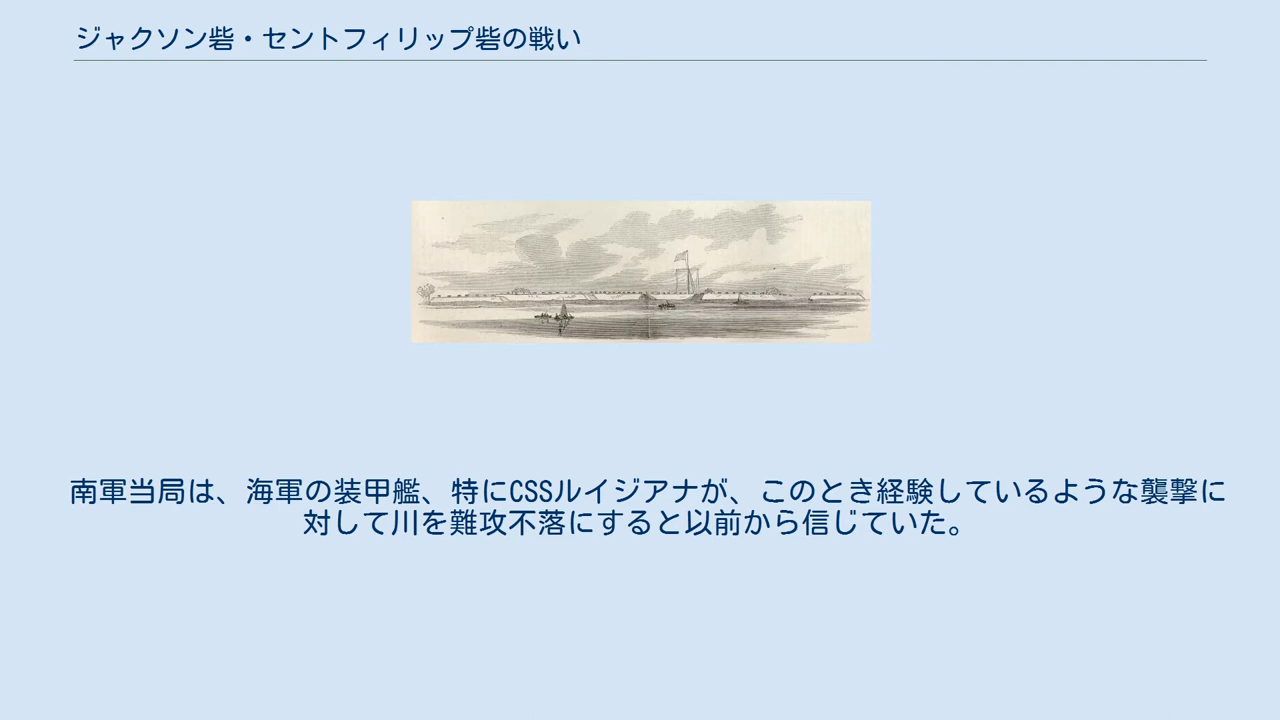 ジャクソン砦・セントフィリップ砦の戦い
南軍当局は、海軍の装甲艦、特にCSSルイジアナが、このとき経験しているような襲撃に
対して川を難攻不落にすると以前から信じていた。